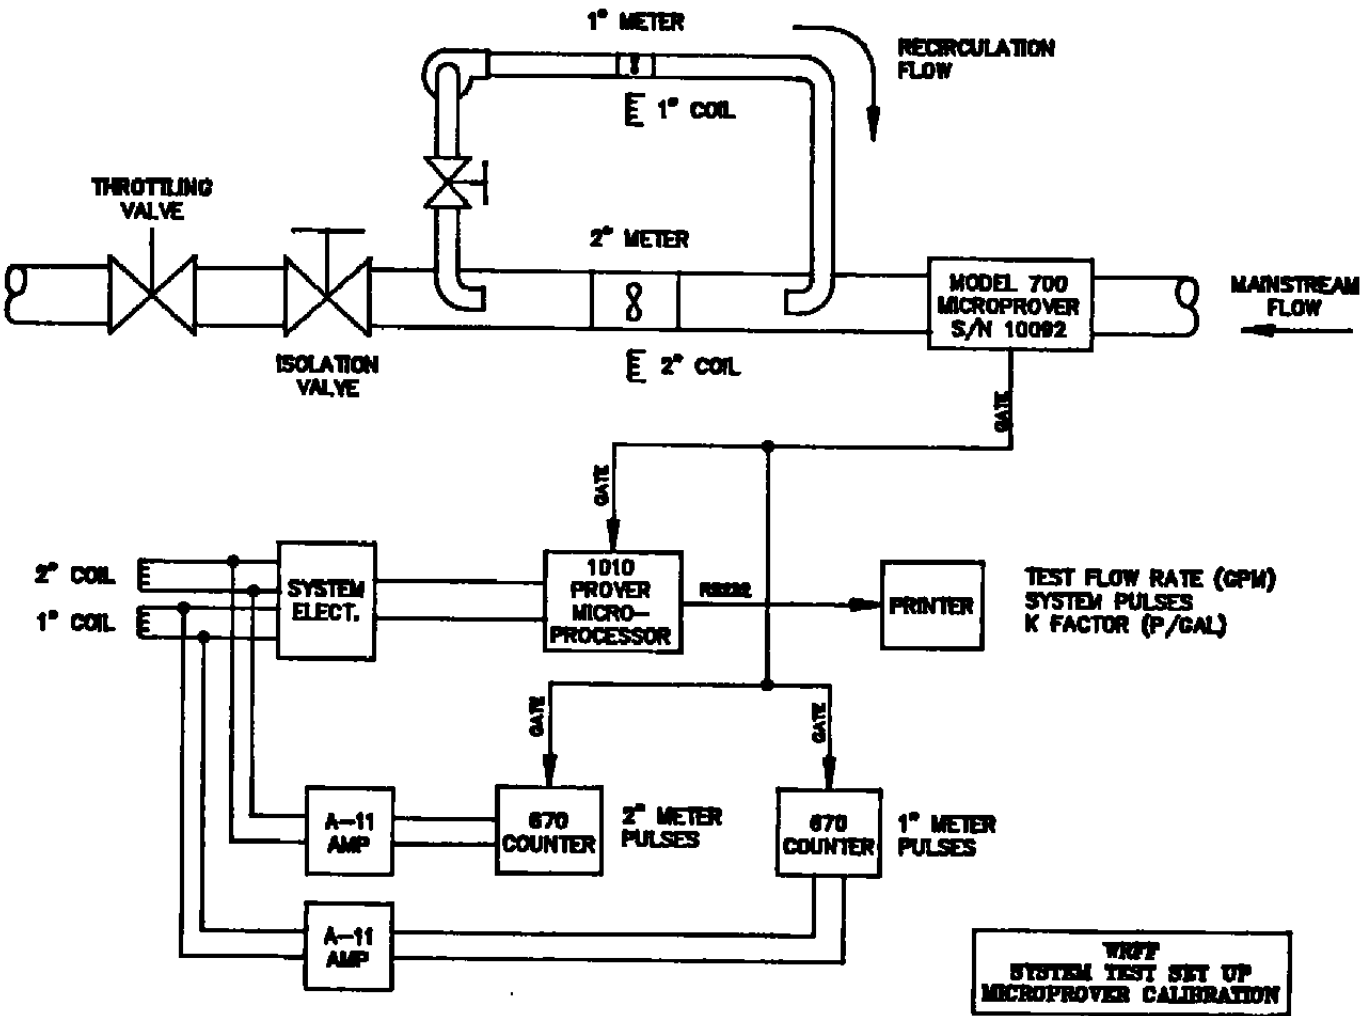 1" METER
RECIRCULATION
FLOW
1" COIL
THROTTLING
VALVE
2" METER
MODEL 700
MICROPROVER
S/N 10092
MAINSTREAM
FLOW
ISOLATION
VALVE
2" COIL
GATE
GATE
2" COIL
1" COIL
SYSTEM
ELECT.
1010
PROVER
MICRO-
PROCESSOR
RS232
PRINTER
TEST FLOW RATE (GPM)
SYSTEM PULSES
K FACTOR (P/GAL)
GATE
GATE
A-11
AMP
670
COUNTER
2" METER
PULSES
670
COUNTER
1" METER
PULSES
A-11
AMP
WRFF
SYSTEM TEST SET UP
MICROPROVER CALIBRATION